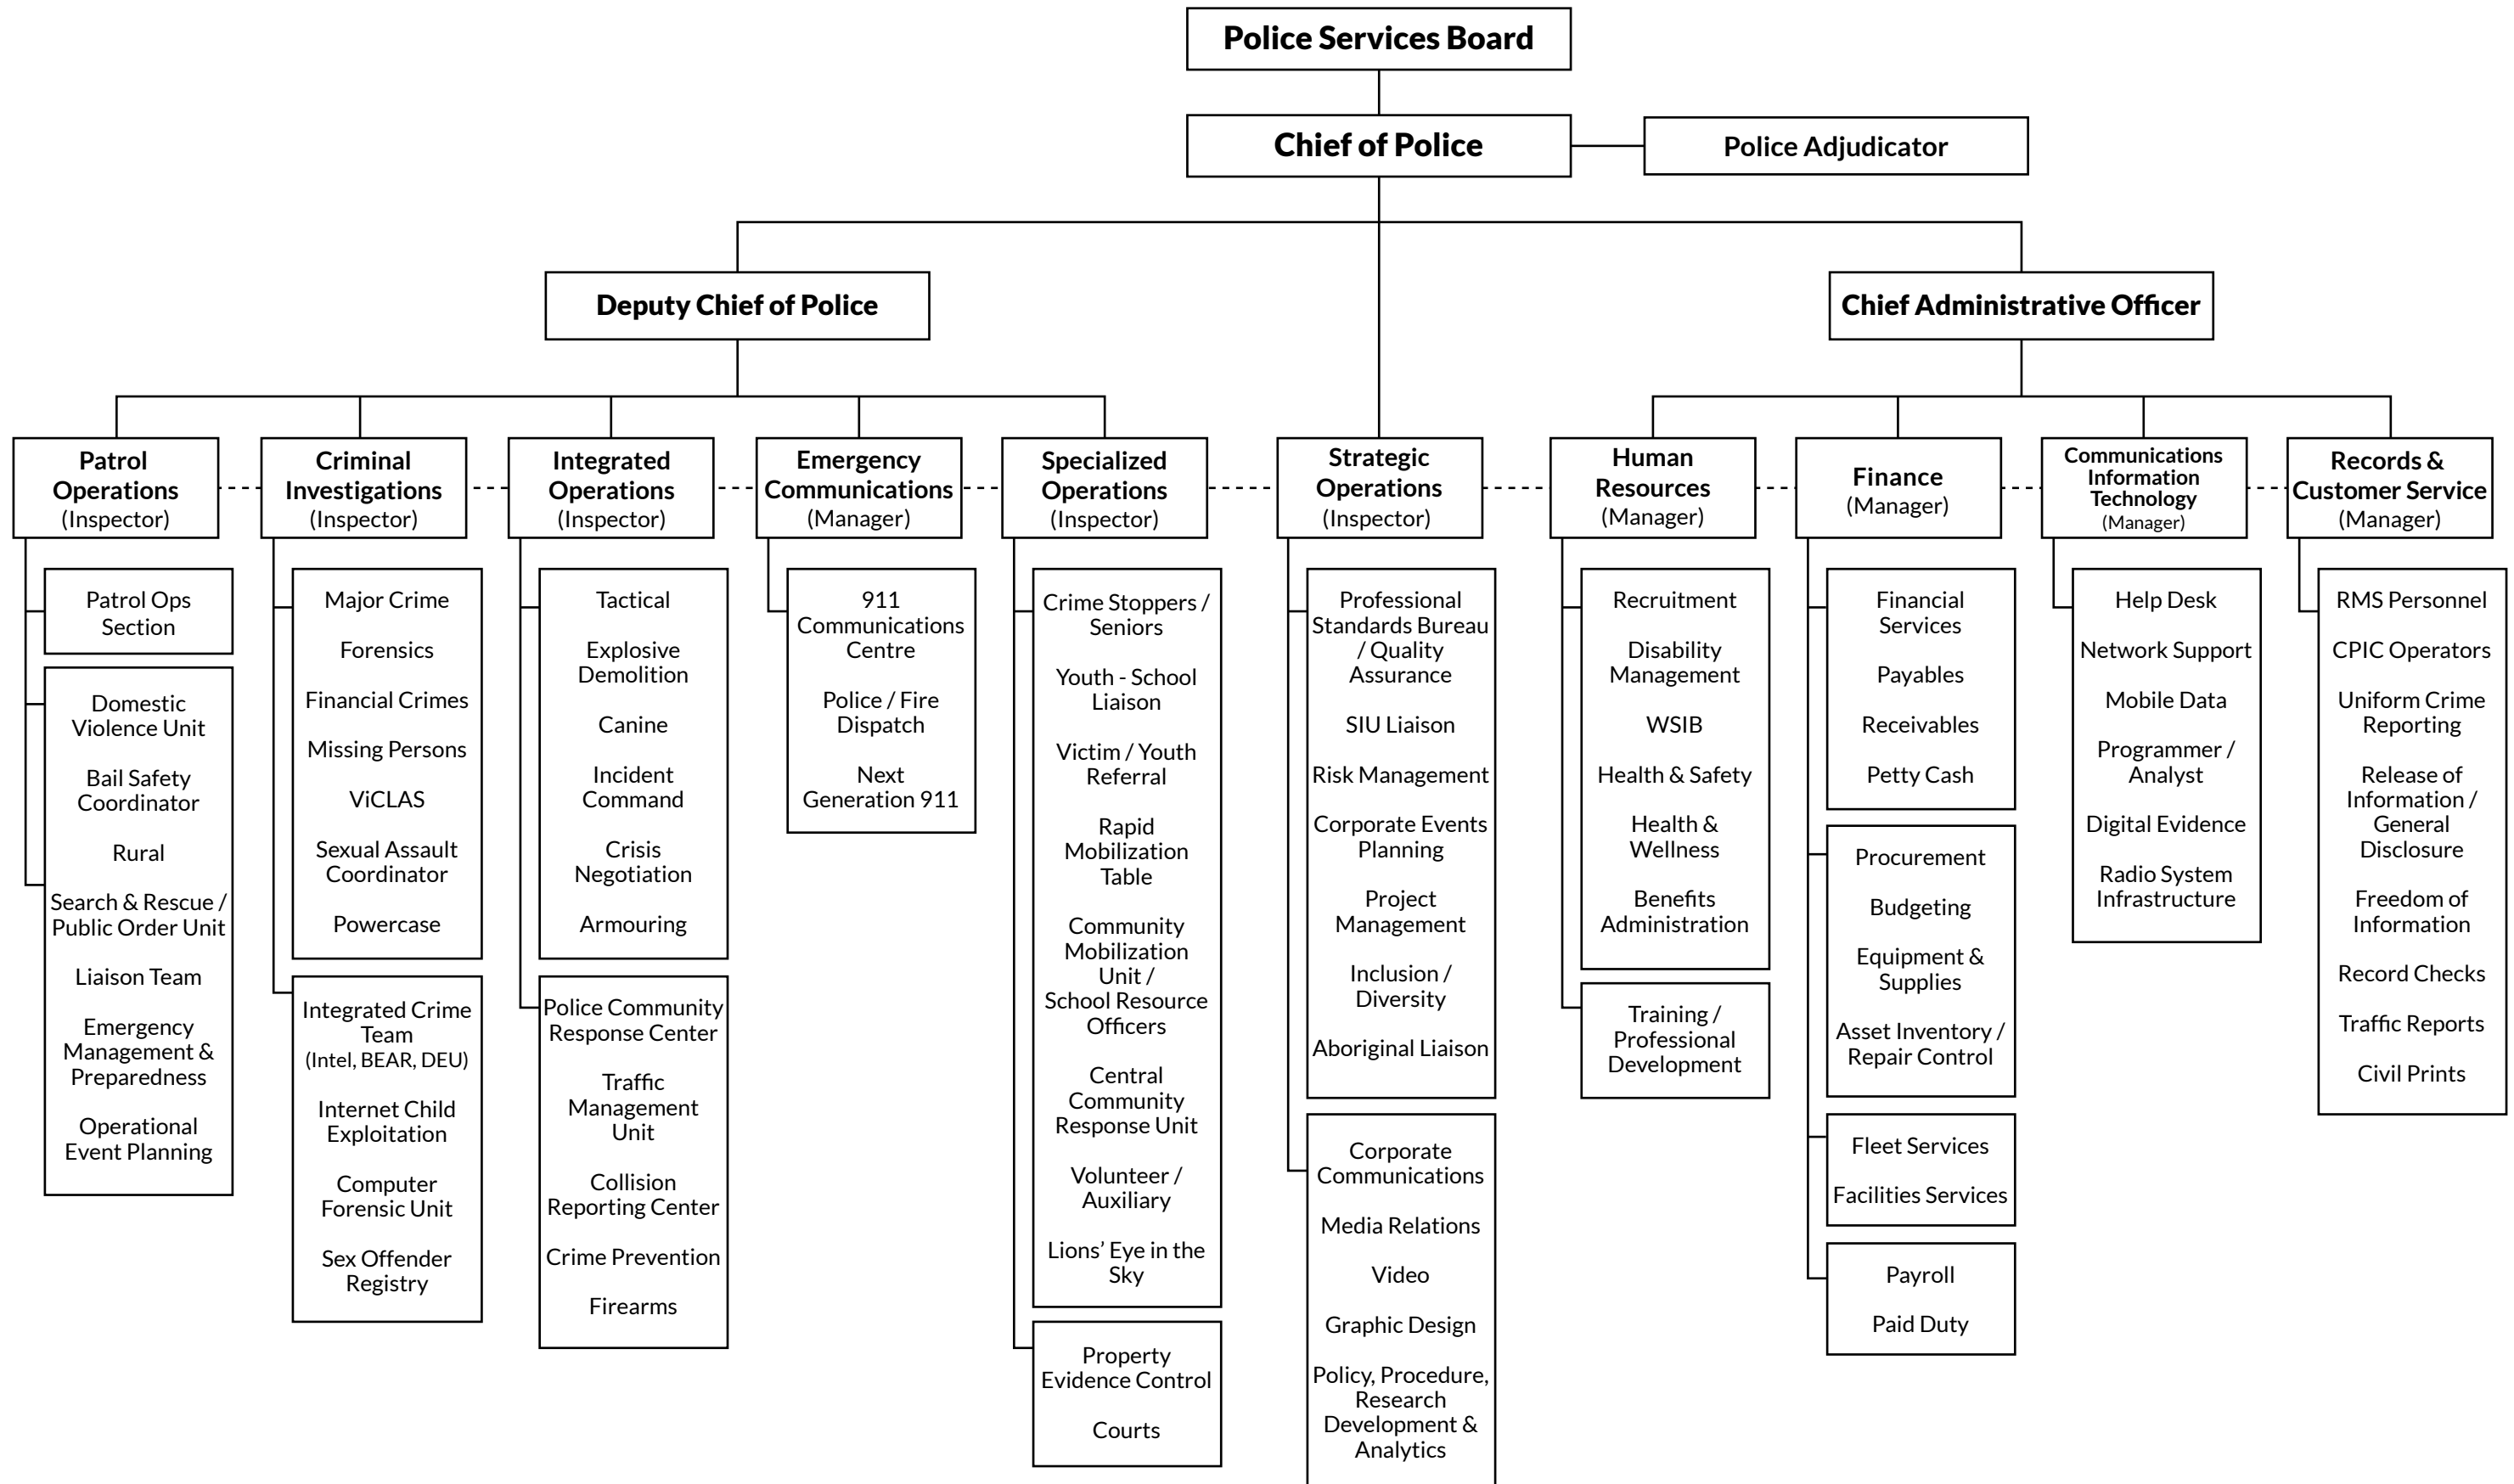 Police Services Board
Chief of Police
Police Adjudicator
Deputy Chief of Police
Chief Administrative Officer
Patrol
Operations
(Inspector)
Patrol Ops
Section
Domestic
Violence Unit
Bail Safety
Coordinator
Rural
Search & Rescue /
Public Order Unit
Liaison Team
Emergency
Management &
Preparedness
Operational
Event Planning
Criminal
Investigations
(Inspector)
Major Crime
Forensics
Financial Crimes
Missing Persons
ViCLAS
Sexual Assault
Coordinator
Powercase
Integrated Crime
Team
(Intel, BEAR, DEU)
Internet Child
Exploitation
Computer
Forensic Unit
Sex Offender
Registry
Integrated
Operations
(Inspector)
Tactical
Explosive
Demolition
Canine
Incident
Command
Crisis
Negotiation
Armouring
Police Community
Response Center
Traffic
Management
Unit
Collision
Reporting Center
Crime Prevention
Firearms
Emergency
Communications
(Manager)
911
Communications
Centre
Police / Fire
Dispatch
Next
Generation 911
Specialized
Operations
(Inspector)
Crime Stoppers /
Seniors
Youth - School
Liaison
Victim / Youth
Referral
Rapid
Mobilization
Table
Community
Mobilization
Unit /
School Resource
Officers
Central
Community
Response Unit
Volunteer /
Auxiliary
Lions’ Eye in the
Sky
Property
Evidence Control
Courts
Strategic
Operations
(Inspector)
Professional
Standards Bureau
/ Quality
Assurance
SIU Liaison
Risk Management
Corporate Events
Planning
Project
Management
Inclusion /
Diversity
Aboriginal Liaison
Corporate
Communications
Media Relations
Video
Graphic Design
Policy, Procedure,
Research
Development &
Analytics
Human
Resources
(Manager)
Recruitment
Disability
Management
WSIB
Health & Safety
Health &
Wellness
Benefits
Administration
Training /
Professional
Development
Finance
(Manager)
Financial
Services
Payables
Receivables
Petty Cash
Procurement
Budgeting
Equipment &
Supplies
Asset Inventory /
Repair Control
Fleet Services
Facilities Services
Payroll
Paid Duty
Communications
Information
Technology
(Manager)
Help Desk
Network Support
Mobile Data
Programmer /
Analyst
Digital Evidence
Radio System
Infrastructure
Records &
Customer Service
(Manager)
RMS Personnel
CPIC Operators
Uniform Crime
Reporting
Release of
Information /
General
Disclosure
Freedom of
Information
Record Checks
Traffic Reports
Civil Prints